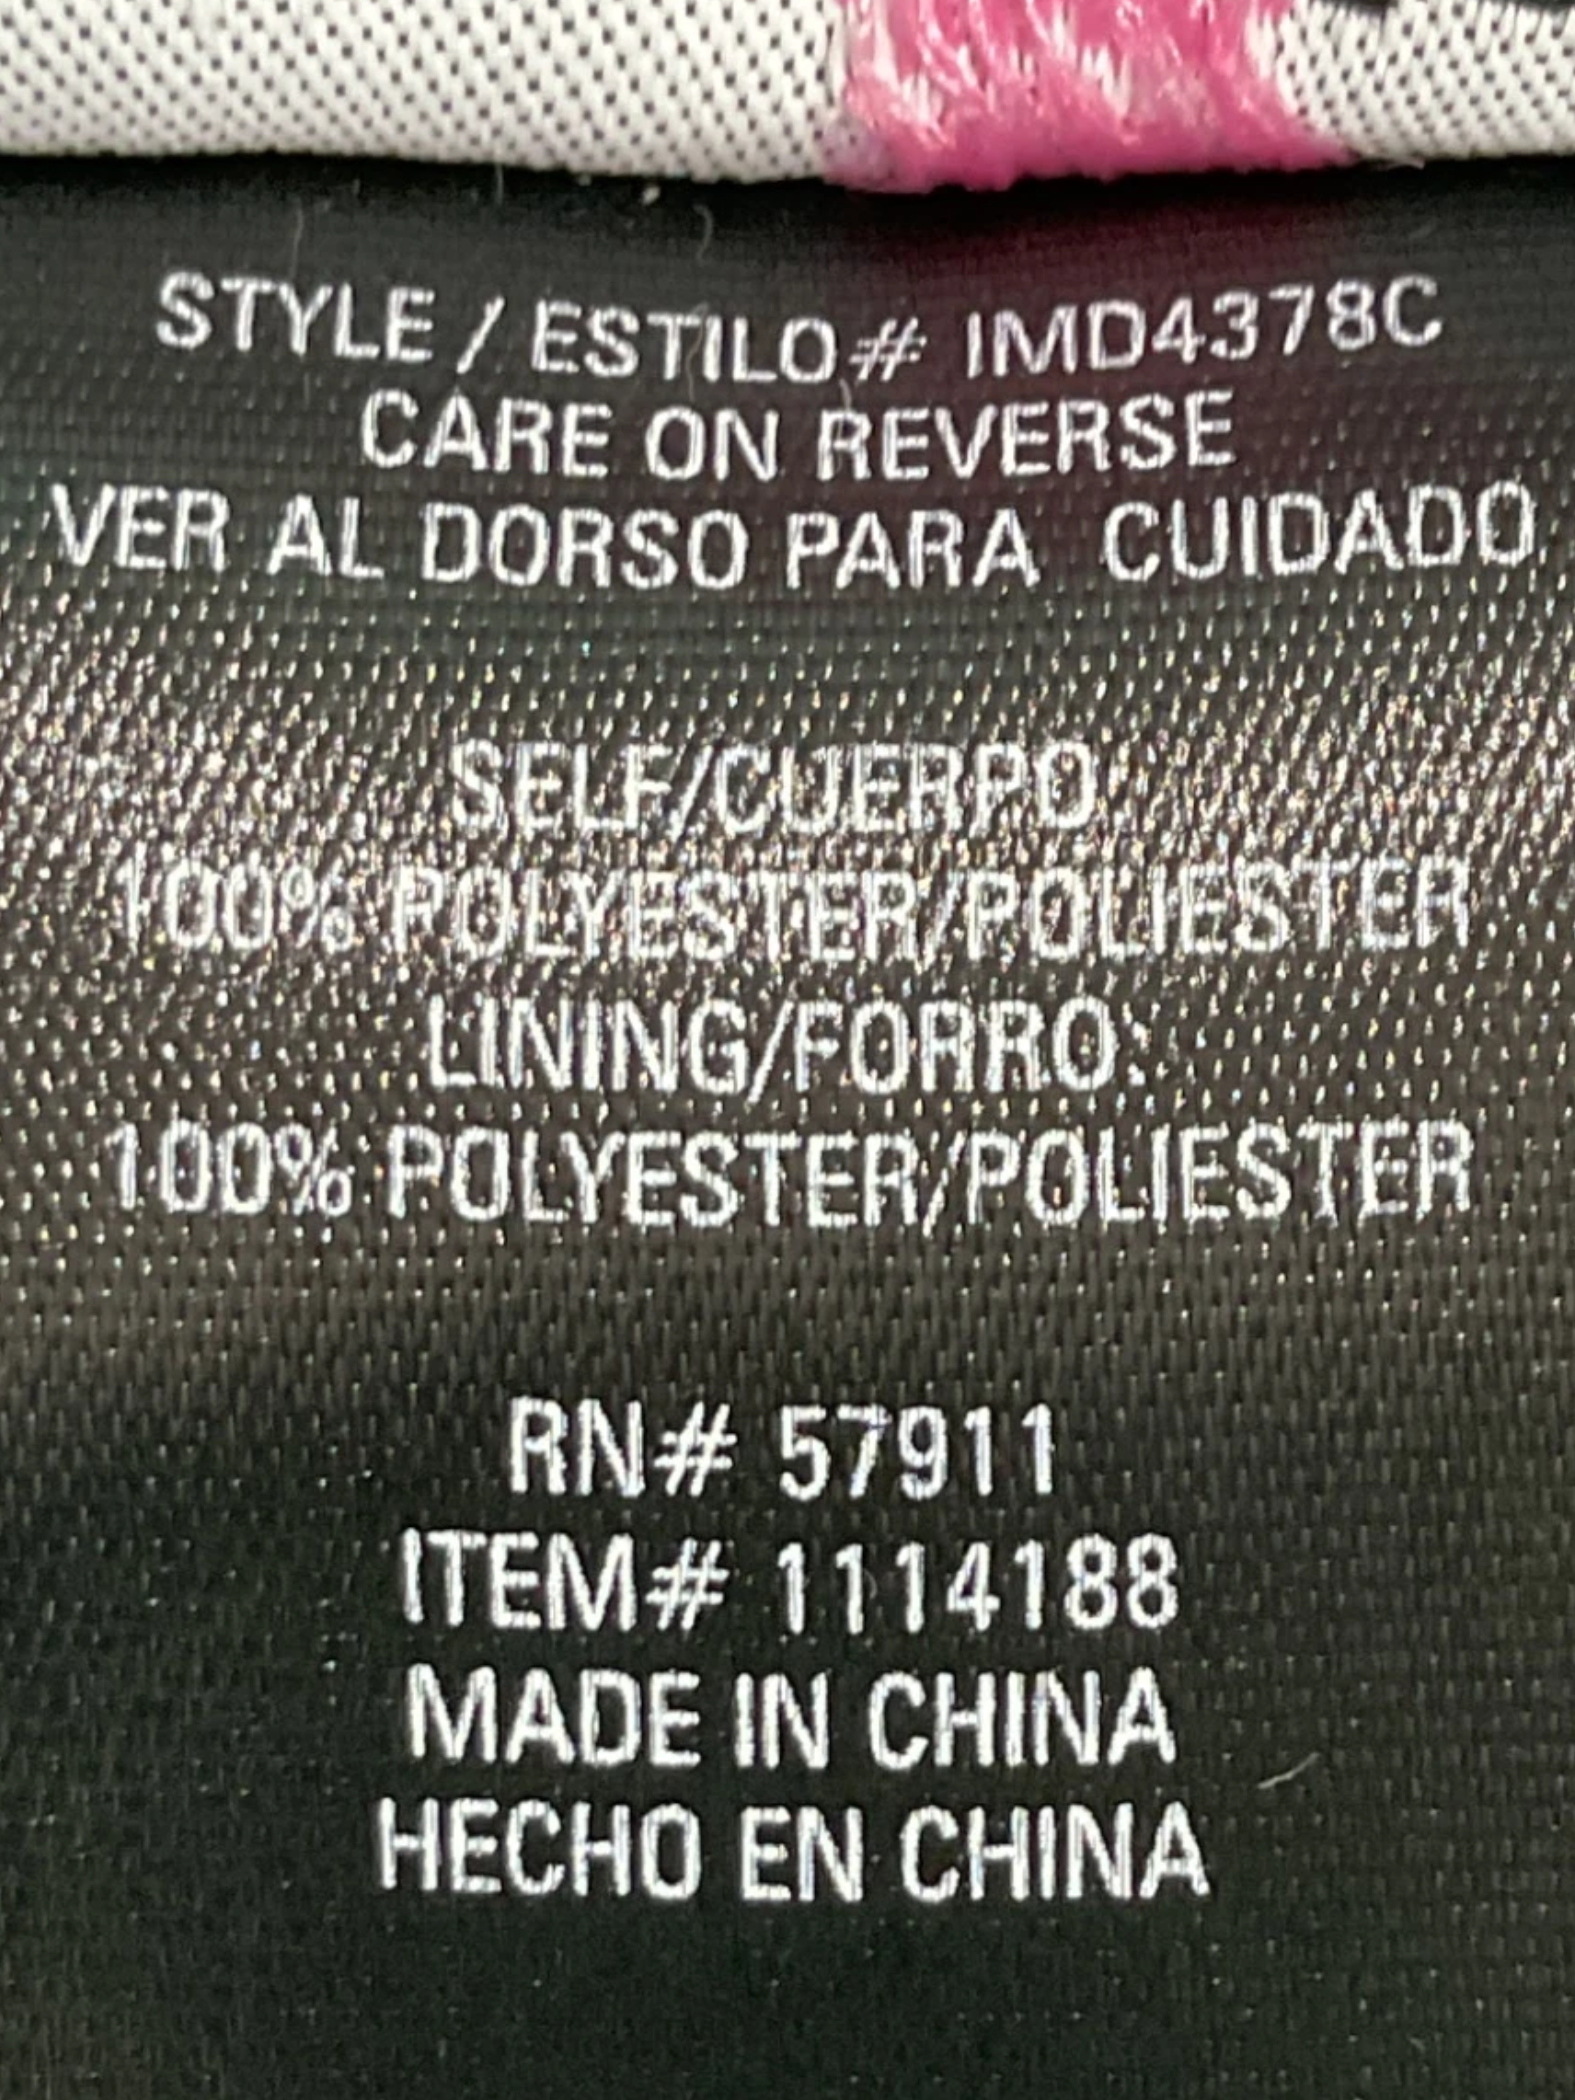 STYLE / ESTILO# IMD4378C
CARE ON REVERSE
VER AL DORSO PARA CUIDADO
SELF/CUERPO:
100% POLYESTER/POLIESTER
LINING/FORRO:
100% POLYESTER/POLIESTER
RN# 57911
ITEM# 1114188
MADE IN CHINA
HECHO EN CHINA